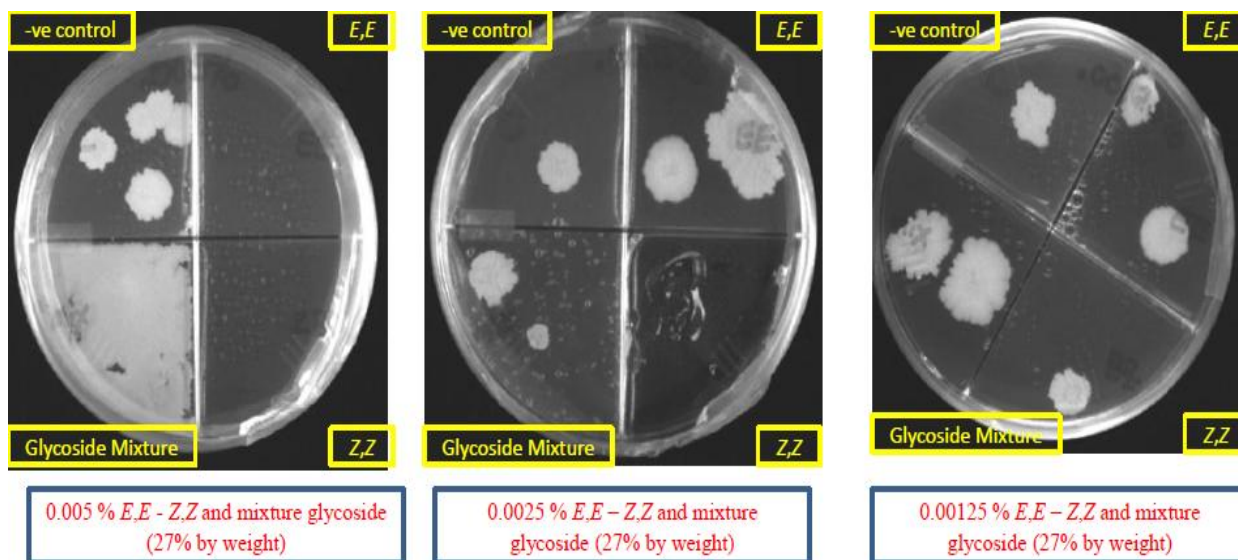 -ve control
E,E
-ve control
E,E
-ve control
E,E
Glycoside Mixture
Z,Z
Glycoside Mixture
Z,Z
Glycoside Mixture
Z,Z
0.005 % E,E - Z,Z and mixture glycoside
(27% by weight)
0.0025 % E,E – Z,Z and mixture
glycoside (27% by weight)
0.00125 % E,E – Z,Z and mixture
glycoside (27% by weight)